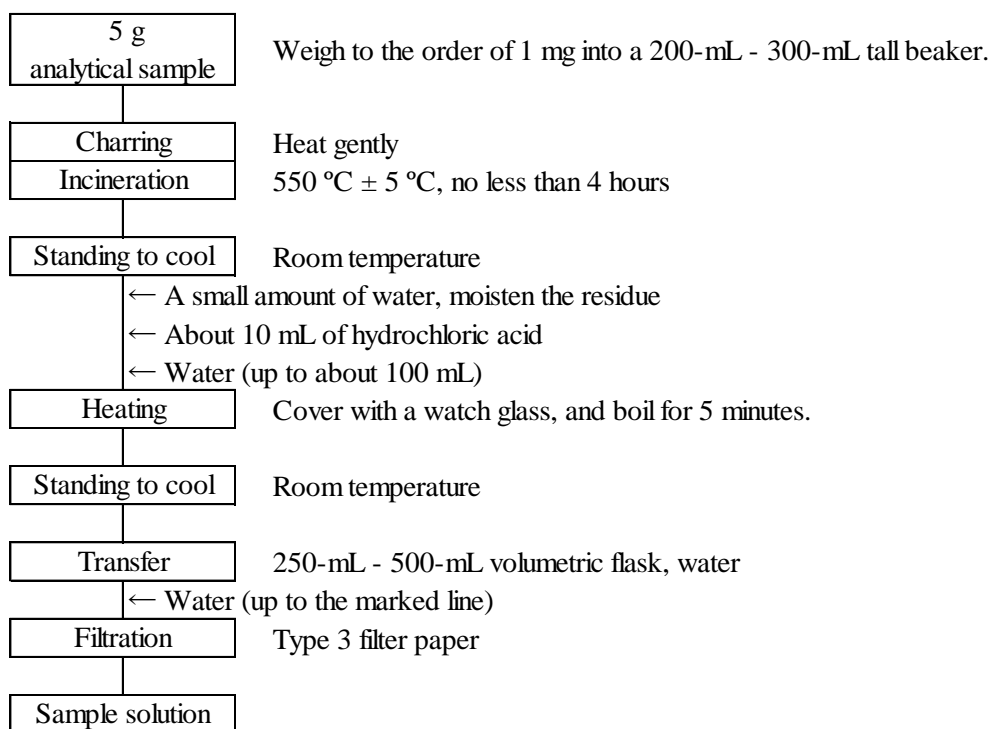 5 g
analytical sample
Weigh to the order of 1 mg into a 200-mL - 300-mL tall beaker.
Charring
Heat gently
Incineration
550 ºC ± 5 ºC, no less than 4 hours
Standing to cool
Room temperature
← A small amount of water, moisten the residue
← About 10 mL of hydrochloric acid
← Water (up to about 100 mL)
Heating
Cover with a watch glass, and boil for 5 minutes.
Standing to cool
Room temperature
Transfer
250-mL - 500-mL volumetric flask, water
← Water (up to the marked line)
Filtration
Type 3 filter paper
Sample solution